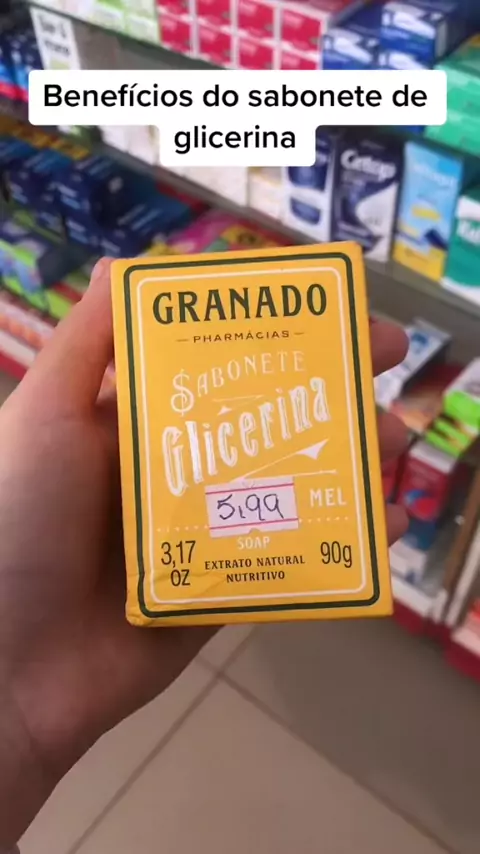 Benefícios do sabonete de
glicerina
GRANADO
PHARMÁCIAS
SABONETE
Glicerina
5,99
MEL
SOAP
3,17
OZ
EXTRATO NATURAL
NUTRITIVO
90g